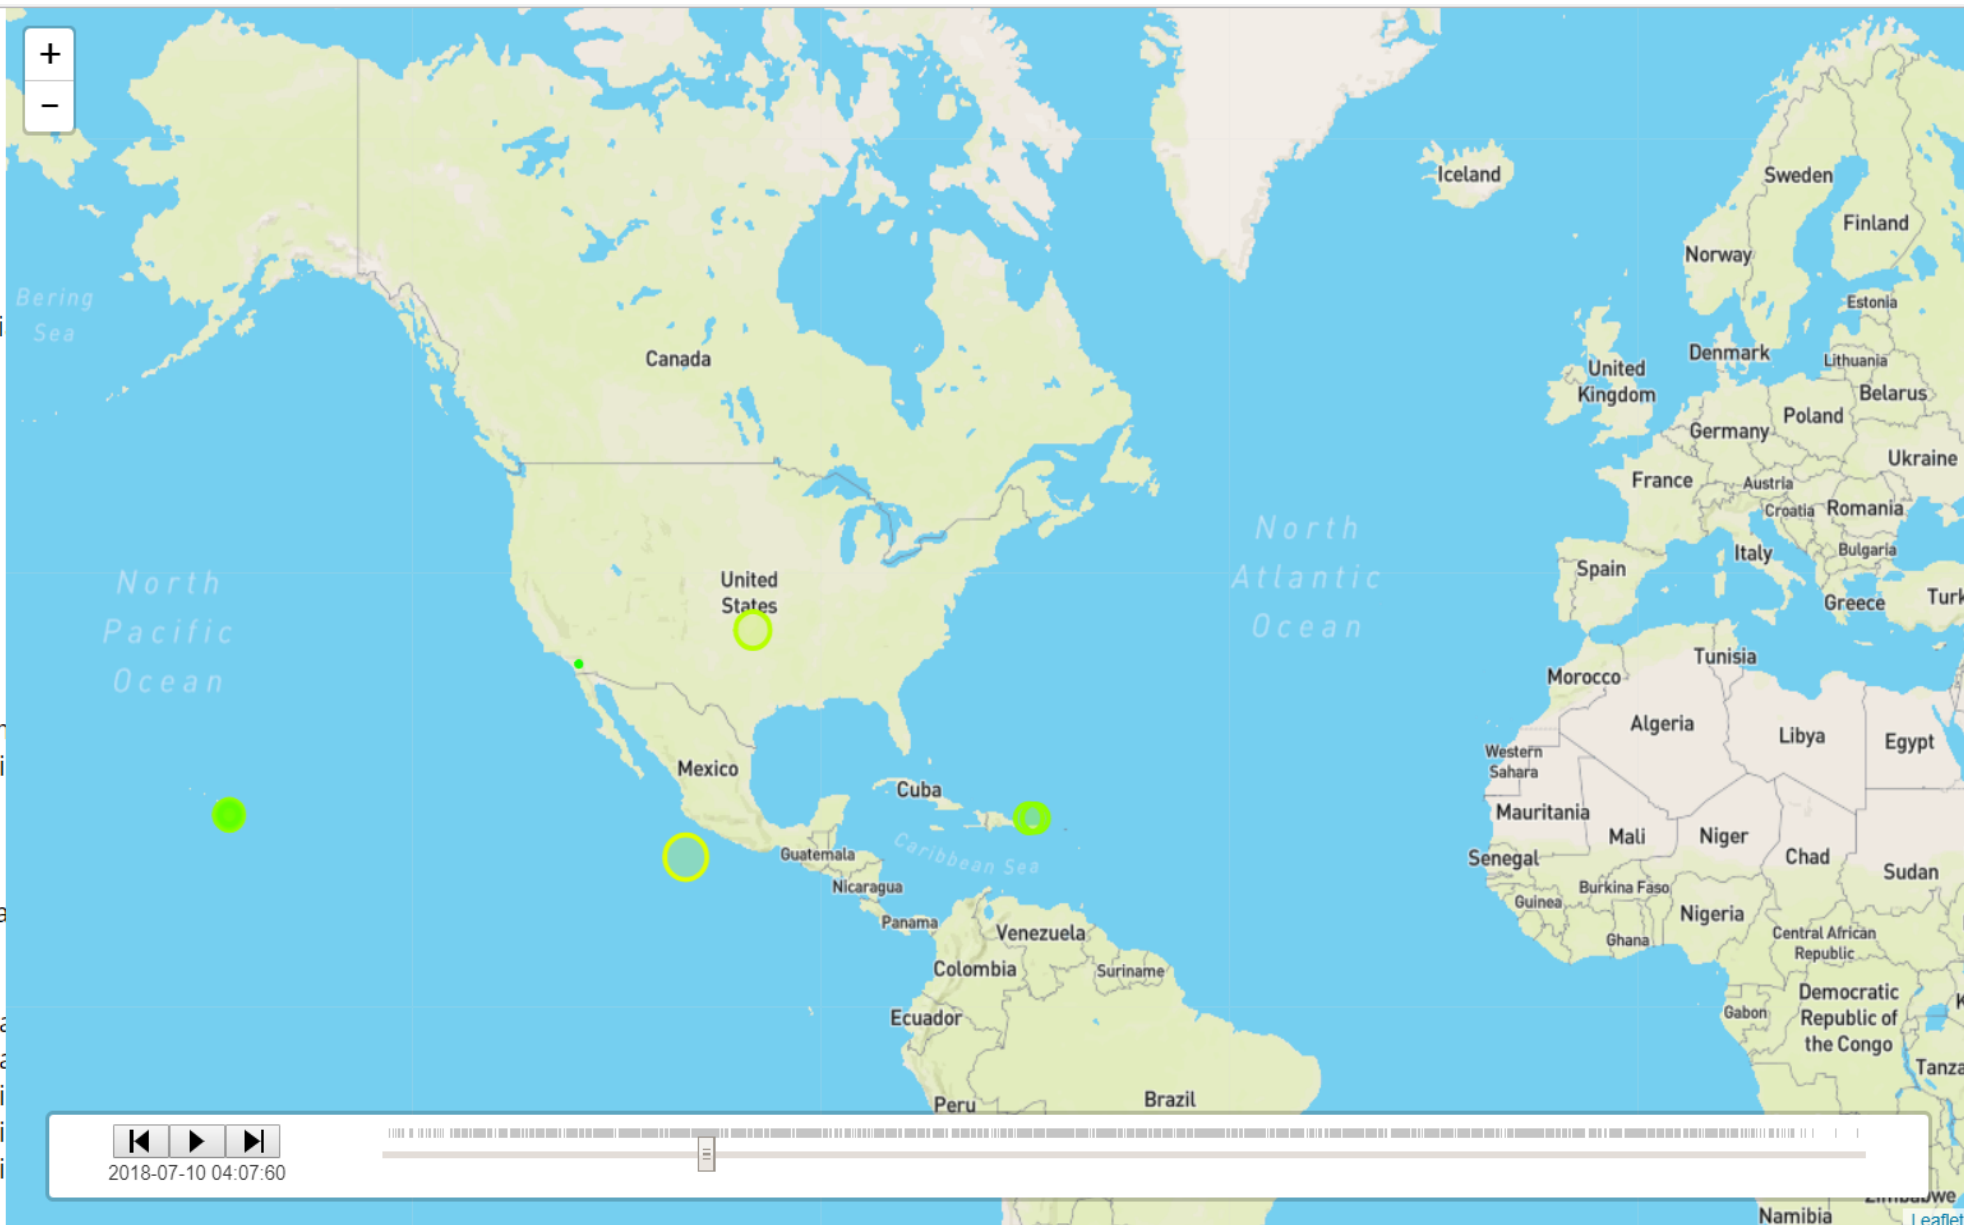 +
−
Iceland
Sweden
Finland
Norway
Bering
Sea
Estonia
Canada
Denmark
Lithuania
United
Kingdom
Belarus
Poland
Germany
Ukraine
France
Austria
Croatia
Romania
North
Atlantic
Ocean
Italy
Bulgaria
Spain
North
Pacific
Ocean
United
States
Greece
Turk
Tunisia
Morocco
Algeria
Libya
Egypt
Western
Sahara
Mexico
Cuba
Mauritania
Mali
Niger
Chad
Guatemala
Caribbean Sea
Senegal
Sudan
Nicaragua
Burkina Faso
Guinea
Nigeria
Panama
Venezuela
Ghana
Central African
Republic
Colombia
Suriname
Democratic
Republic of
the Congo
Gabon
Ecuador
Tanza
Peru
Brazil
2018-07-10 04:07:60
Zimbabwe
Namibia
Leaflet